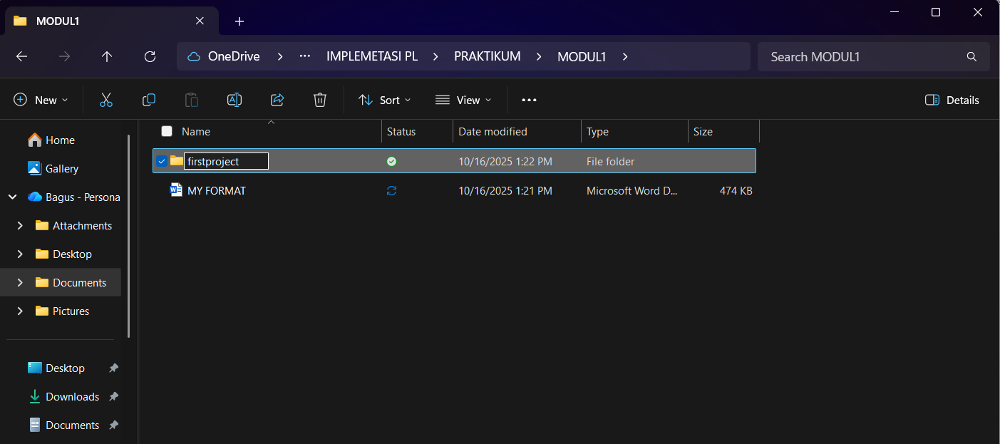 MODUL1
OneDrive > ... IMPLEMETASI PL > PRAKTIKUM > MODUL1 >
Search MODUL1
New
Sort
View
Details
Name Status Date modified Type Size
firstproject 10/16/2025 1:22 PM File folder
MY FORMAT 10/16/2025 1:21 PM Microsoft Word D... 474 KB
Home
Gallery
Bagus - Persona
Attachments
Desktop
Documents
Pictures
Desktop
Downloads
Documents